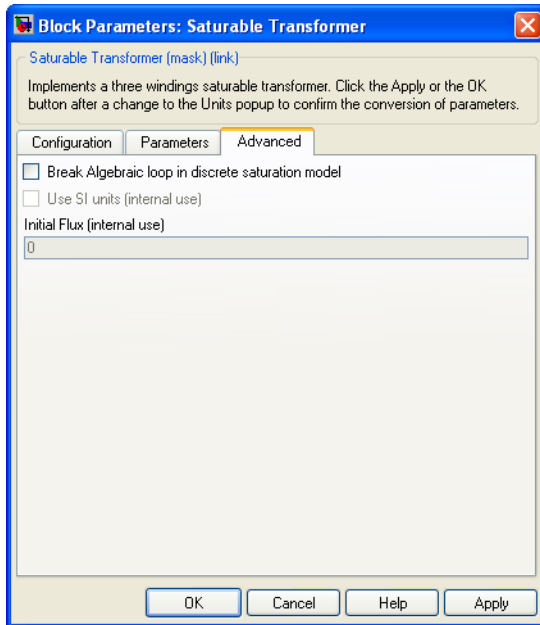 Block Parameters: Saturable Transformer
Saturable Transformer (mask) (link)
Implements a three windings saturable transformer. Click the Apply or the OK
button after a change to the Units popup to confirm the conversion of parameters.
Configuration Parameters Advanced
Break Algebraic loop in discrete saturation model
Use SI units (internal use)
Initial Flux (internal use)
0
OK Cancel Help Apply